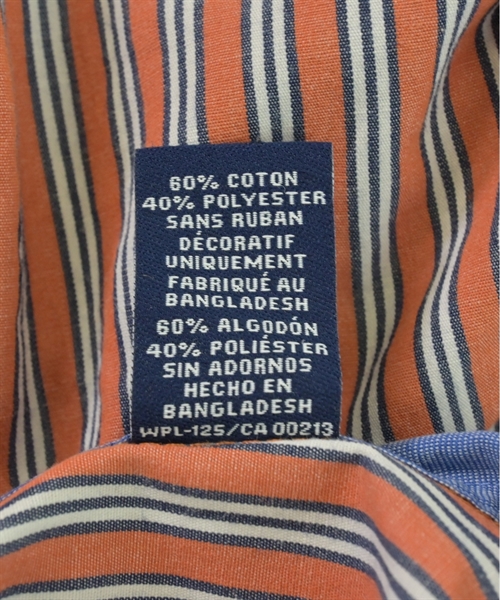 60% COTON
40% POLYESTER
SANS RUBAN
DÉCORATIF
UNIQUEMENT
FABRIQUÉ AU
BANGLADESH
60% ALGODÓN
40% POLIÉSTER
SIN ADORNOS
HECHO EN
BANGLADESH
WPL-125/CA 00213